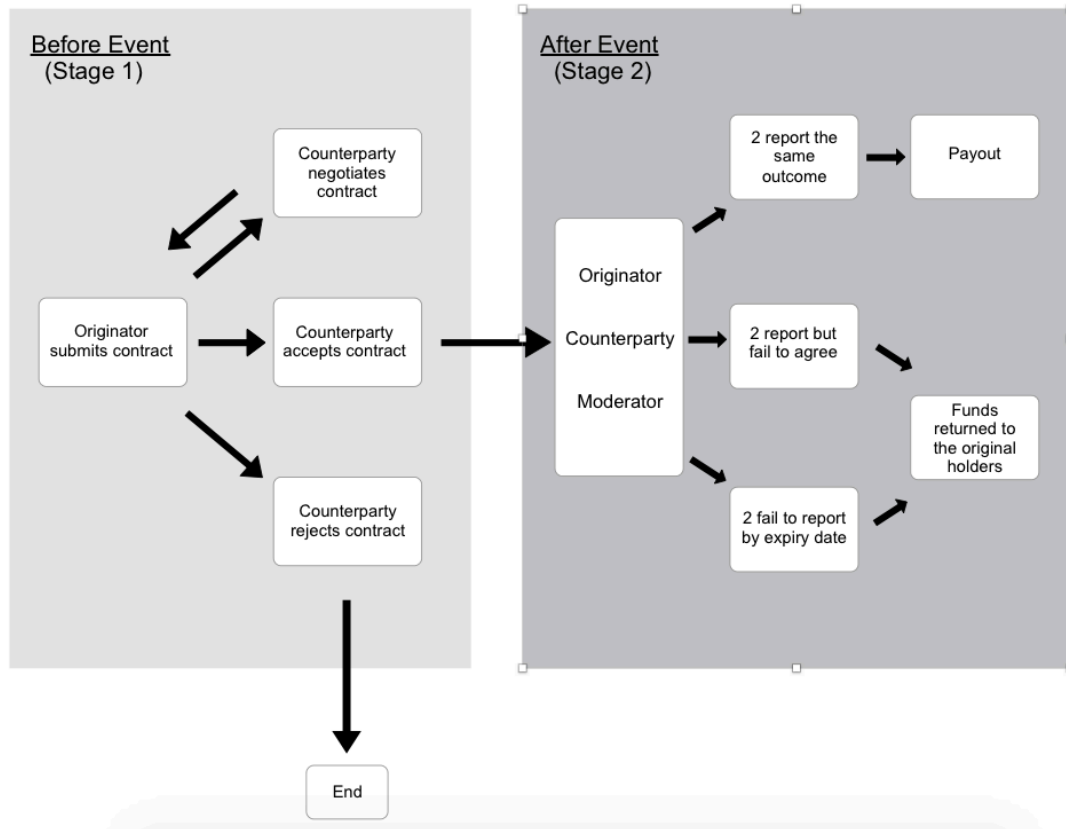 Before Event
(Stage 1)
Counterparty
negotiates
contract
Originator
submits contract
Counterparty
accepts contract
Counterparty
rejects contract
End
After Event
(Stage 2)
2 report the
same
outcome
Payout
Originator
Counterparty
Moderator
2 report but
fail to agree
Funds
returned to
the original
holders
2 fail to report
by expiry date